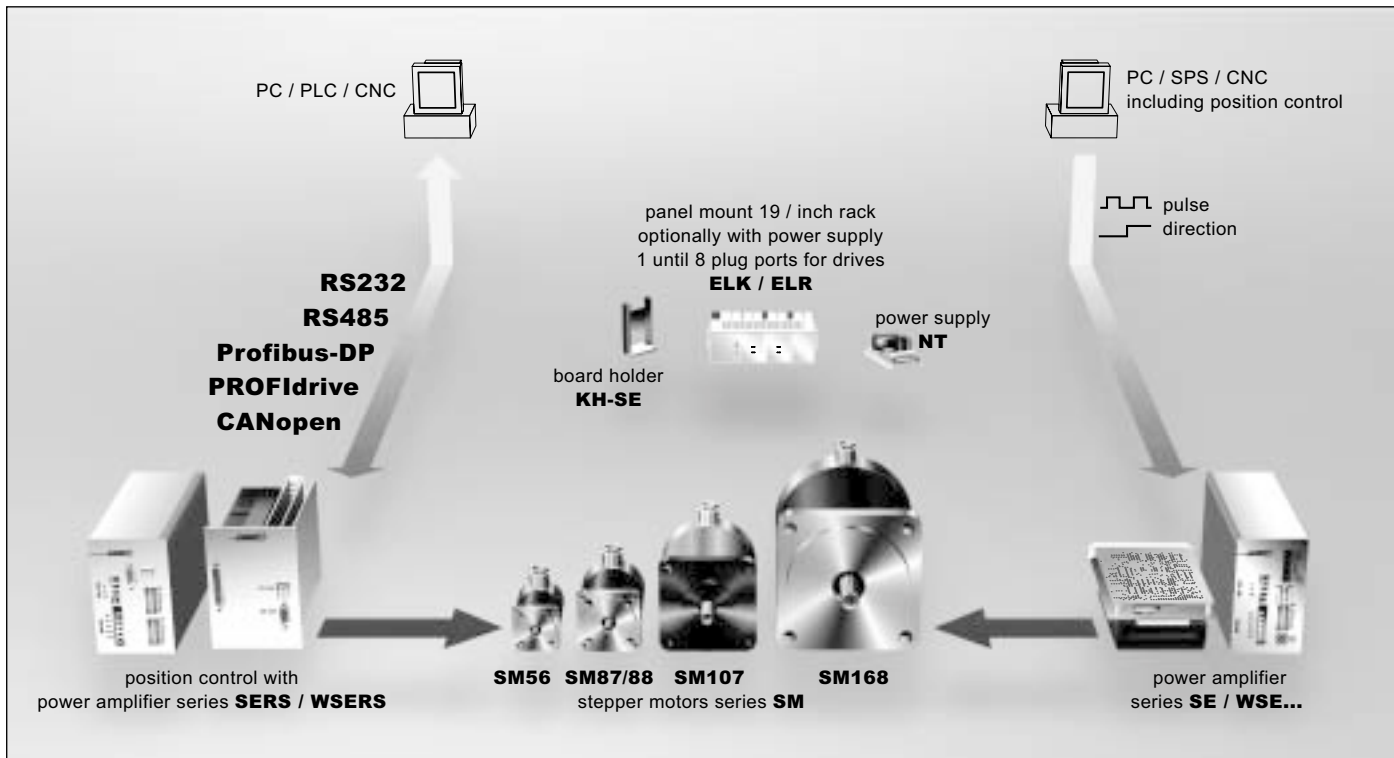 PC / PLC / CNC
PC / SPS / CNC
including position control
pulse
direction
panel mount 19 / inch rack
optionally with power supply
1 until 8 plug ports for drives
ELK / ELR
RS232
RS485
Profibus-DP
PROFIdrive
CANopen
board holder
KH-SE
power supply
NT
position control with
power amplifier series SERS / WSERS
SM56 SM87/88 SM107 SM168
stepper motors series SM
power amplifier
series SE / WSE...